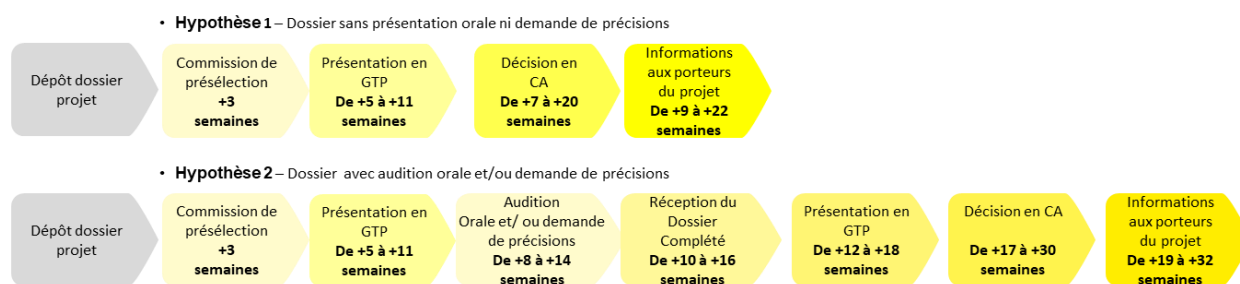 • Hypothèse 1 – Dossier sans présentation orale ni demande de précisions
Dépôt dossier
projet
Commission de
présélection
+3
semaines
Présentation en
GTP
De +5 à +11
semaines
Décision en
CA
De +7 à +20
semaines
Informations
aux porteurs
du projet
De +9 à +22
semaines
• Hypothèse 2 – Dossier avec audition orale et/ou demande de précisions
Dépôt dossier
projet
Commission de
présélection
+3
semaines
Présentation en
GTP
De +5 à +11
semaines
Audition
Orale et/ ou demande
de précisions
De +8 à +14
semaines
Réception du
Dossier
Complété
De +10 à +16
semaines
Présentation en
GTP
De +12 à +18
semaines
Décision en CA
De +17 à +30
semaines
Informations
aux porteurs
du projet
De +19 à +32
semaines